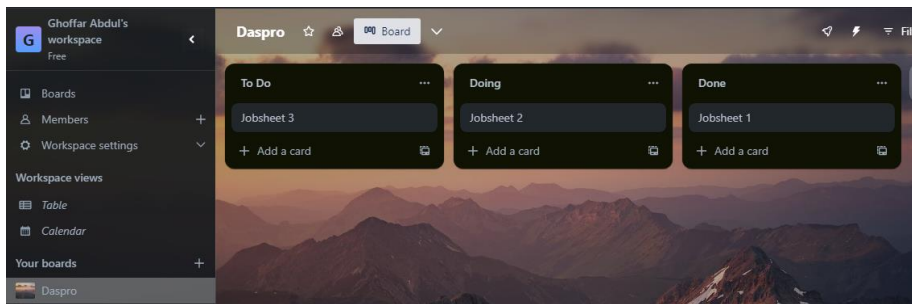 G
Ghoffar Abdul's
workspace
Free
Boards
Members
Workspace settings
Workspace views
Table
Calendar
Your boards
Daspro
Daspro
Board
Fil
To Do
Jobsheet 3
+ Add a card
Doing
Jobsheet 2
+ Add a card
Done
Jobsheet 1
+ Add a card